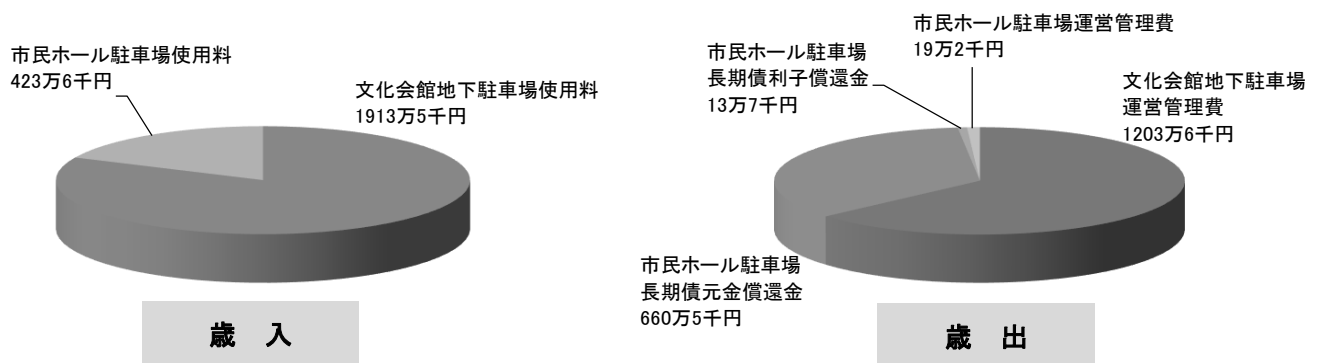 市民ホール駐車場使用料
423万6千円
文化会館地下駐車場使用料
1913万5千円
歳 入
市民ホール駐車場運営管理費
19万2千円
市民ホール駐車場
長期債利子償還金
13万7千円
文化会館地下駐車場
運営管理費
1203万6千円
市民ホール駐車場
長期債元金償還金
660万5千円
歳 出